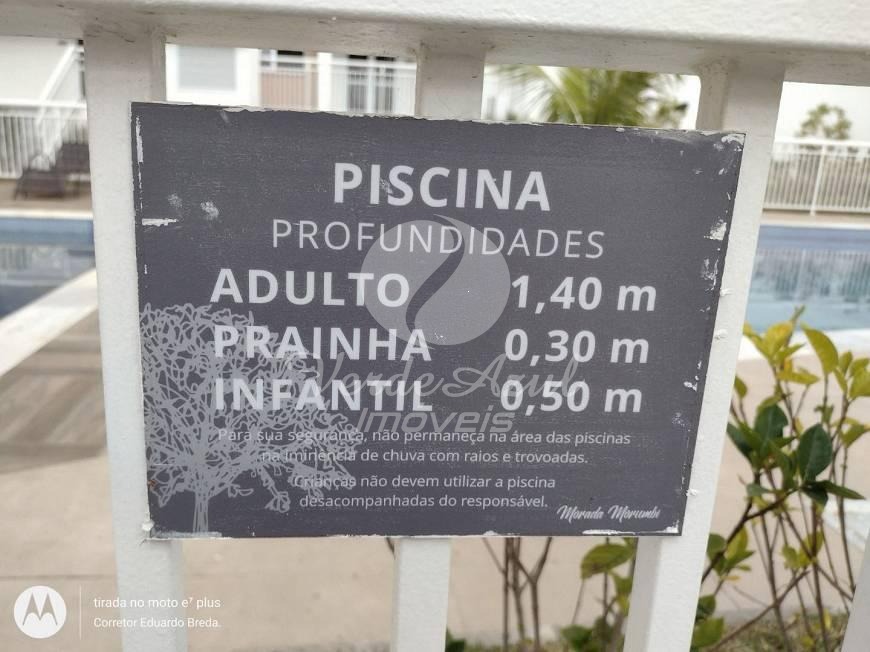 PISCINA
PROFUNDIDADES
ADULTO 1,40 m
PRAINHA 0,30 m
INFANTIL 0,50 m
Verde Azul
Imóveis
Para sua segurança, não permaneça na área das piscinas
na iminência de chuva com raios e trovoadas.
Crianças não devem utilizar a piscina
desacompanhadas do responsável.
Morada Morumbi
tirada no moto e⁷ plus
Corretor Eduardo Breda.